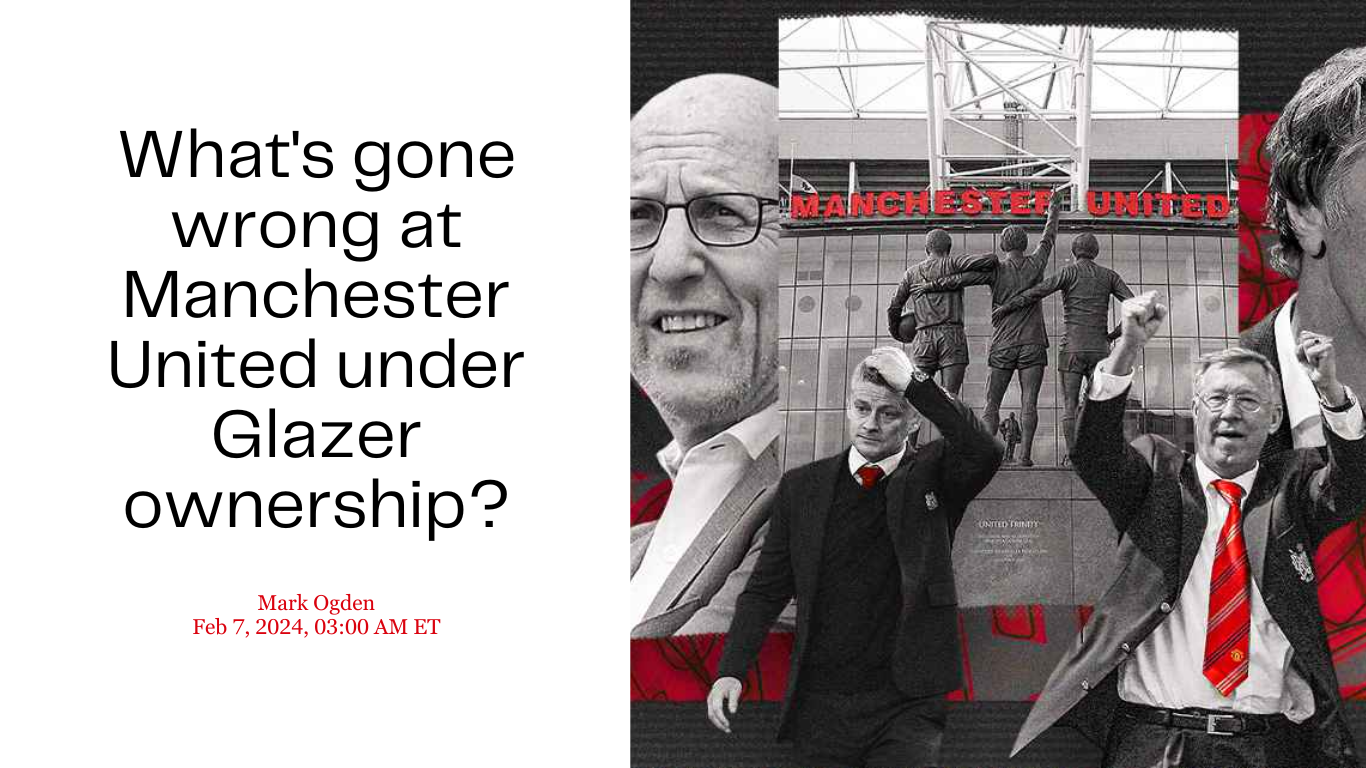 What's gone
wrong at
Manchester
United under
Glazer
ownership?
Mark Ogden
Feb 7, 2024, 03:00 AM ET
MANCHESTER UNITED
UNITED TRINITY